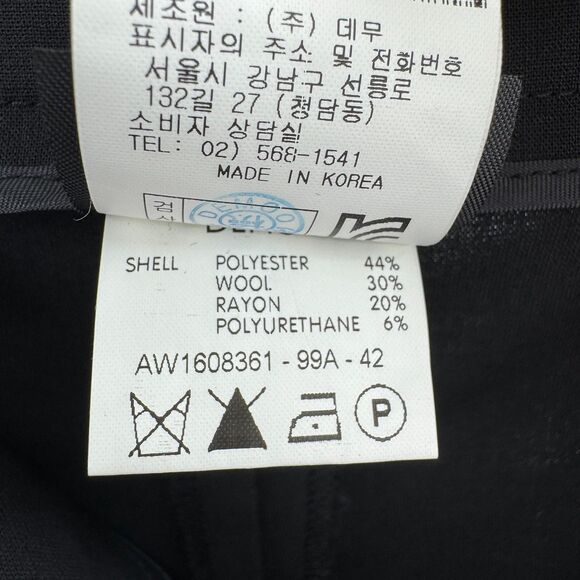 제조원 : (주) 데무
표시자의 주소 및 전화번호
서울시 강남구 선릉로
132길 27 (청담동)
소비자 상담실
TEL: 02) 568-1541
MADE IN KOREA
SHELL POLYESTER 44%
WOOL 30%
RAYON 20%
POLYURETHANE 6%
AW1608361 - 99A - 42
P